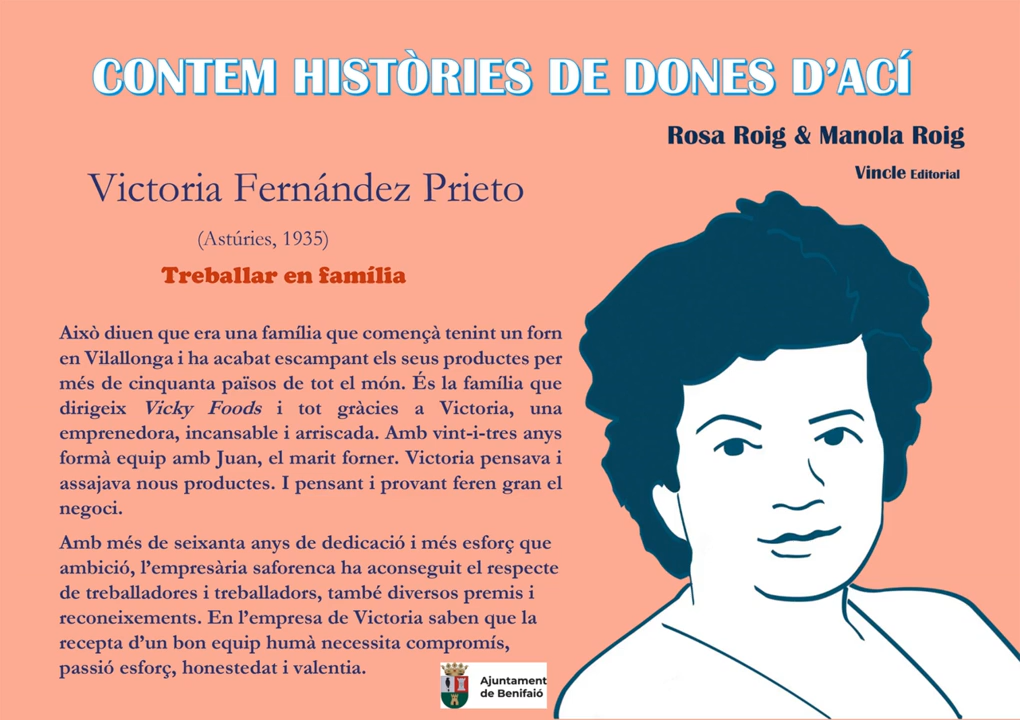 CONTEM HISTÒRIES DE DONES D'ACÍ
Rosa Roig & Manola Roig
Vincle Editorial
Victoria Fernández Prieto
(Astúries, 1935)
Treballar en família
Això diuen que era una família que començà tenint un forn
en Vilallonga i ha acabat escampant els seus productes per
més de cinquanta països de tot el món. És la família que
dirigeix Vicky Foods i tot gràcies a Victoria, una
emprenedora, incansable i arriscada. Amb vint-i-tres anys
formà equip amb Juan, el marit forner. Victoria pensava i
assajava nous productes. I pensant i provant feren gran el
negoci.
Amb més de seixanta anys de dedicació i més esforç que
ambició, l'empresària saforenca ha aconseguit el respecte
de treballadores i treballadors, també diversos premis i
reconeixements. En l'empresa de Victoria saben que la
recepta d'un bon equip humà necessita compromís,
passió esforç, honestedat i valentia.
Ajuntament
de Benifaió